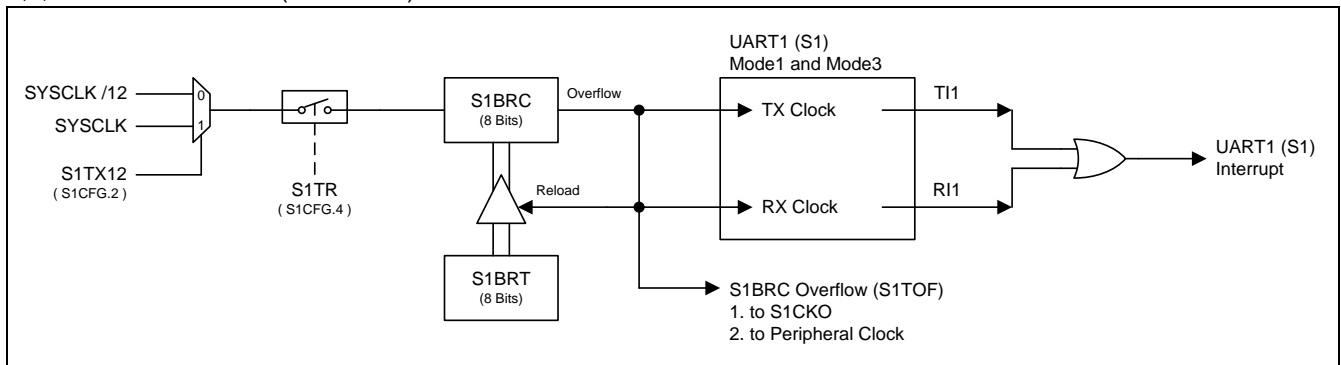 UART1 (S1)
Mode1 and Mode3
SYSCLK /12
SYSCLK
0
1
S1TX12
( S1CFG.2 )
S1TR
( S1CFG.4 )
S1BRC
(8 Bits)
Overflow
Reload
S1BRT
(8 Bits)
TX Clock
RX Clock
TI1
RI1
UART1 (S1)
Interrupt
S1BRC Overflow (S1TOF)
1. to S1CKO
2. to Peripheral Clock